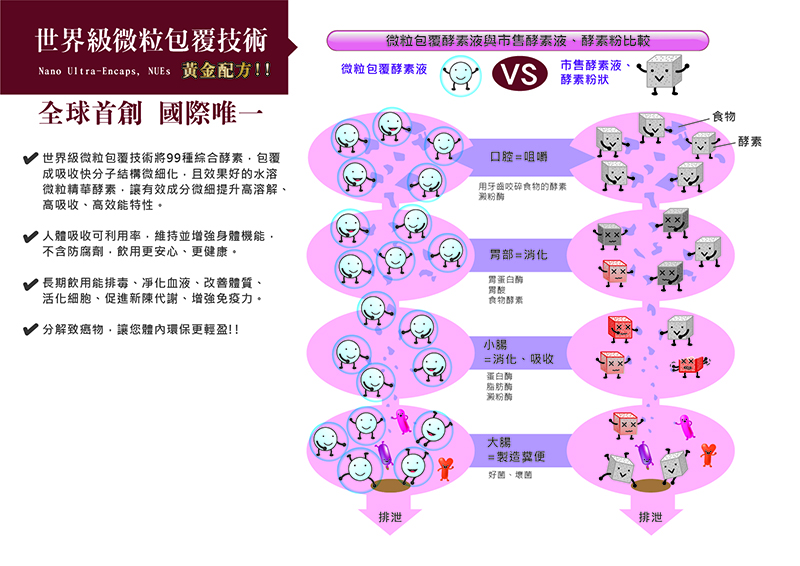 世界級微粒包覆技術
Nano Ultra-Encaps, NUEs 黃金配方!!
全球首創 國際唯一
世界級微粒包覆技術將99種綜合酵素，包覆
成吸收快分子結構微細化，且效果好的水溶
微粒精華酵素，讓有效成分微細提升高溶解、
高吸收、高效能特性。
人體吸收可利用率，維持並增強身體機能，
不含防腐劑，飲用更安心、更健康。
長期飲用能排毒、淨化血液、改善體質、
活化細胞、促進新陳代謝、增強免疫力。
分解致癌物，讓您體內環保更輕盈!!
微粒包覆酵素液與市售酵素液、酵素粉比較
微粒包覆酵素液
VS
市售酵素液、
酵素粉狀
食物
酵素
口腔=咀嚼
用牙齒咬碎食物的酵素
澱粉酶
胃部=消化
胃蛋白酶
胃酸
食物酵素
小腸
=消化、吸收
蛋白酶
脂肪酶
澱粉酶
大腸
=製造糞便
好菌、壞菌
排泄
排泄